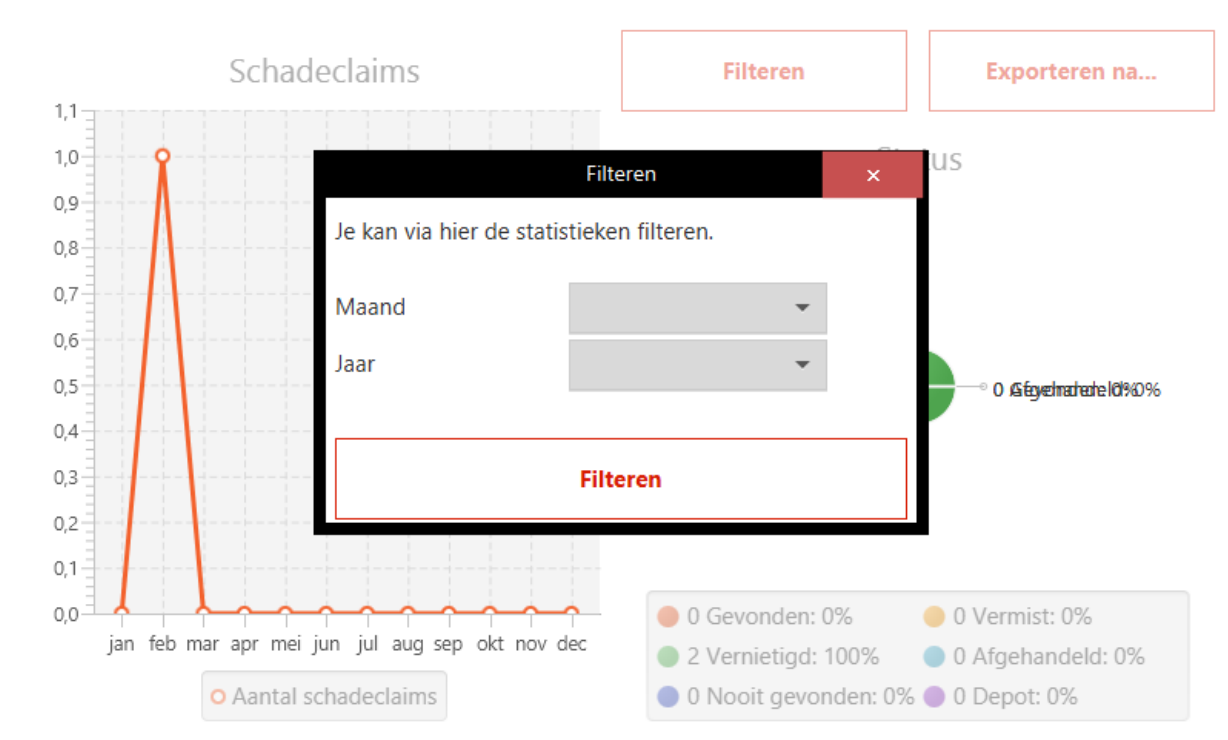 Schadeclaims
Filteren
Exporteren na...
1,1
1,0
0,9
0,8
0,7
0,6
0,5
0,4
0,3
0,2
0,1
0,0
jan feb mar apr mei jun jul aug sep okt nov dec
Aantal schadeclaims
Filteren
×
Je kan via hier de statistieken filteren.
Maand
Jaar
Filteren
0 Gevonden: 0%
0 Vermist: 0%
2 Vernietigd: 100%
0 Afgehandeld: 0%
0 Nooit gevonden: 0%
0 Depot: 0%